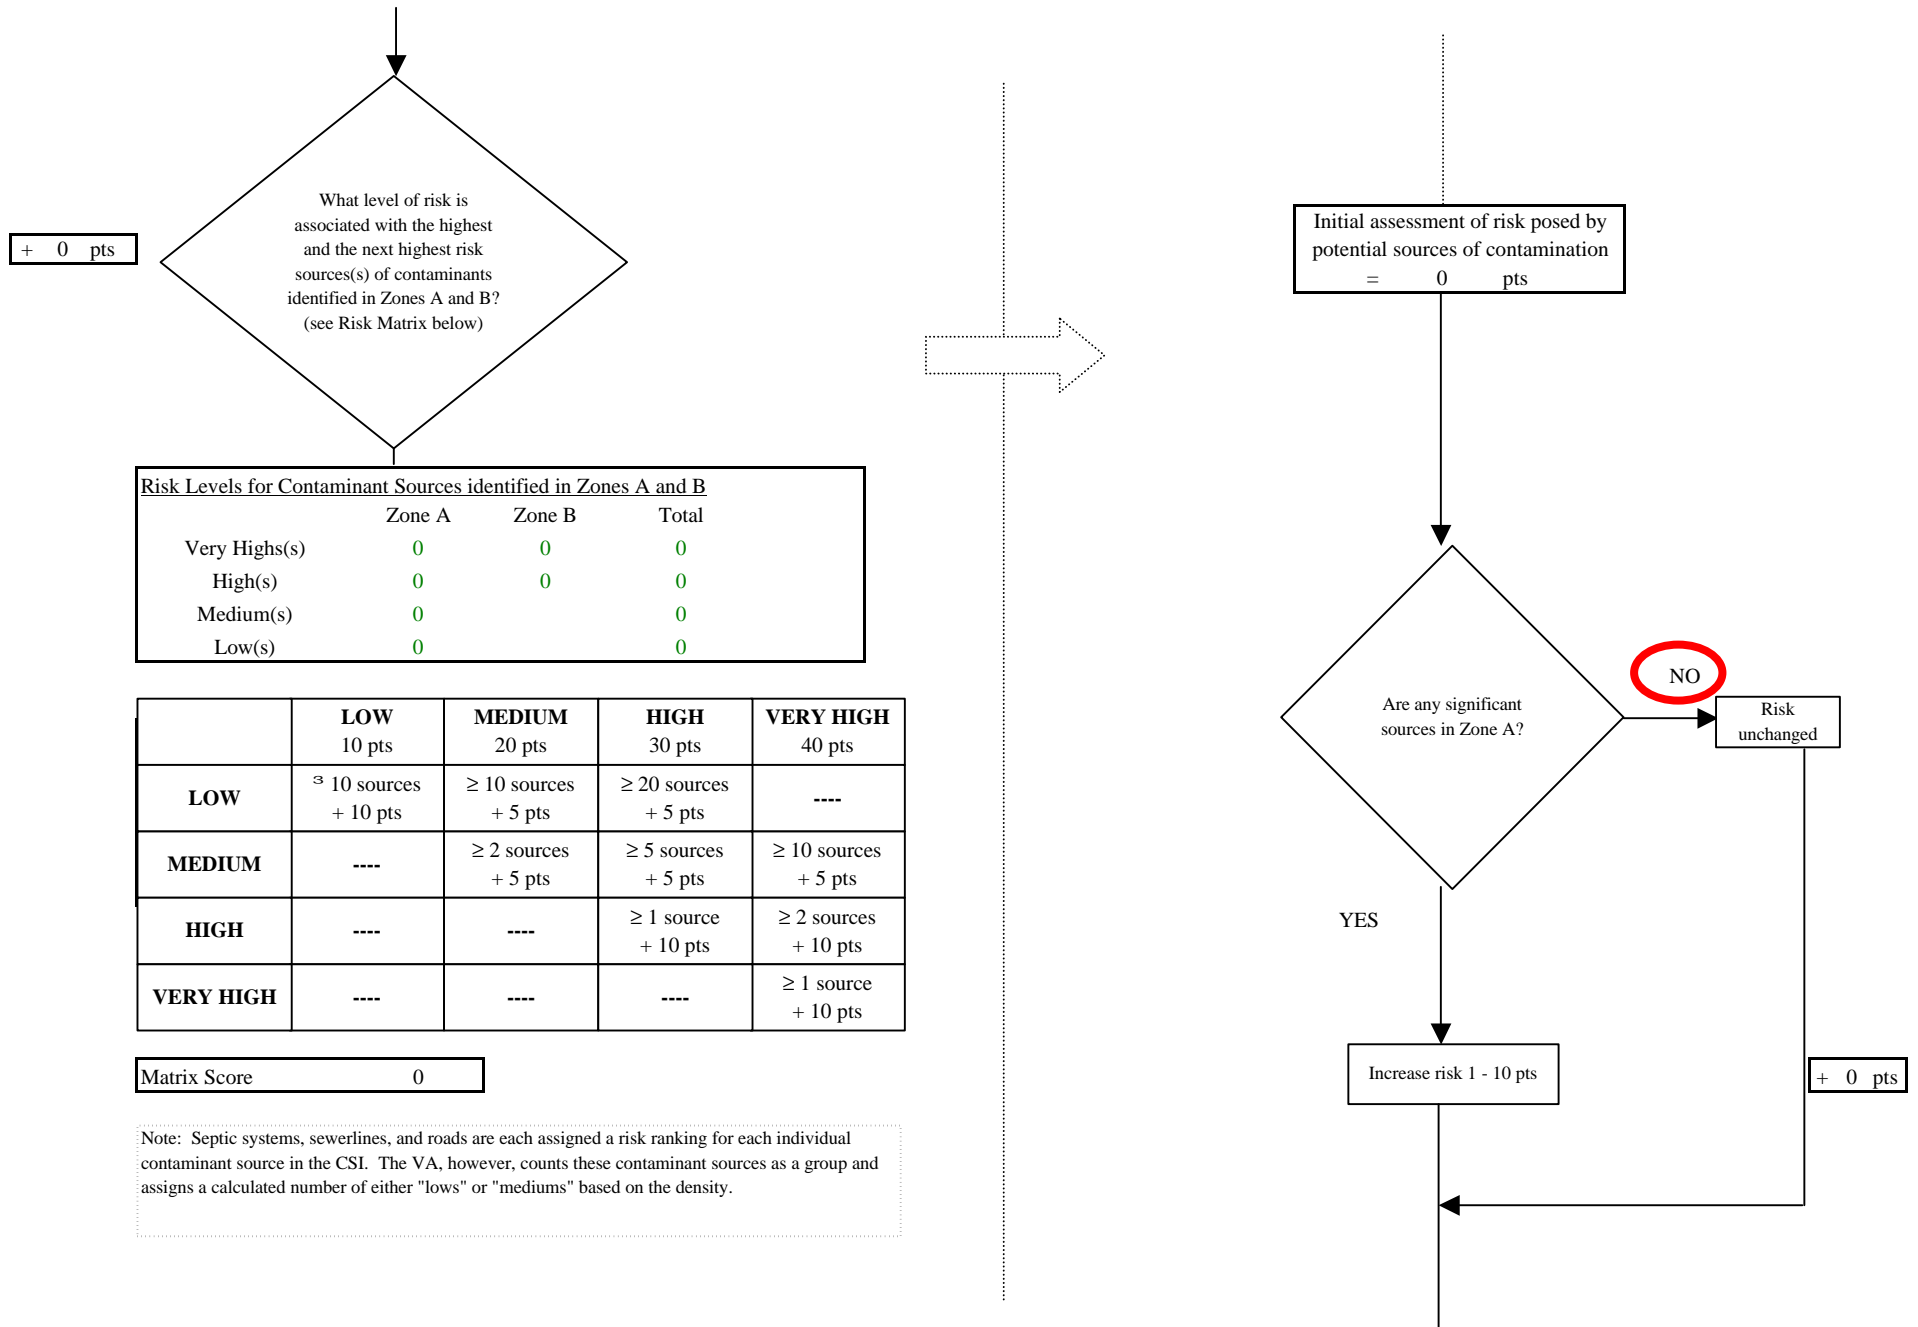 What level of risk is
associated with the highest
and the next highest risk
sources(s) of contaminants
identified in Zones A and B?
(see Risk Matrix below)
+ 0 pts
Risk Levels for Contaminant Sources identified in Zones A and B
Zone A Zone B Total
Very Highs(s) 0 0 0
High(s) 0 0 0
Medium(s) 0 0
Low(s) 0 0
LOW MEDIUM HIGH VERY HIGH
10 pts 20 pts 30 pts 40 pts
LOW ³ 10 sources ≥ 10 sources ≥ 20 sources ----
+ 10 pts + 5 pts + 5 pts
MEDIUM ---- ≥ 2 sources ≥ 5 sources ≥ 10 sources
+ 5 pts + 5 pts + 5 pts
HIGH ---- ---- ≥ 1 source ≥ 2 sources
+ 10 pts + 10 pts
VERY HIGH ---- ---- ---- ≥ 1 source
+ 10 pts
Matrix Score 0
Note: Septic systems, sewerlines, and roads are each assigned a risk ranking for each individual
contaminant source in the CSI. The VA, however, counts these contaminant sources as a group and
assigns a calculated number of either "lows" or "mediums" based on the density.
Initial assessment of risk posed by
potential sources of contamination
= 0 pts
Are any significant
sources in Zone A?
NO
Risk
unchanged
YES
Increase risk 1 - 10 pts
+ 0 pts